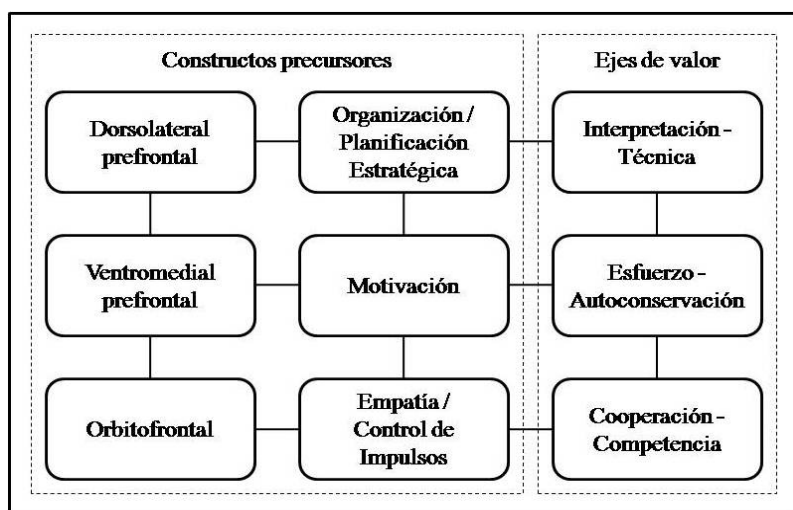 Constructos precursores
Ejes de valor
Dorsolateral
prefrontal
Organización /
Planificación
Estratégica
Interpretación –
Técnica
Ventromedial
prefrontal
Motivación
Esfuerzo –
Autoconservación
Orbitofrontal
Empatía /
Control de
Impulsos
Cooperación –
Competencia